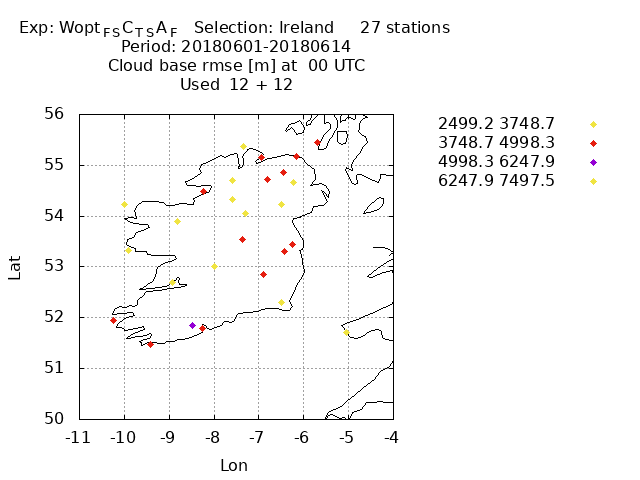 Exp: Wopt FS C TS A F Selection: Ireland 27 stations
Period: 20180601-20180614
Cloud base rmse [m] at 00 UTC
Used 12 + 12
2499.2 3748.7
3748.7 4998.3
4998.3 6247.9
6247.9 7497.5
56
55
54
53
52
51
50
Lat
-11 -10 -9 -8 -7 -6 -5 -4
Lon